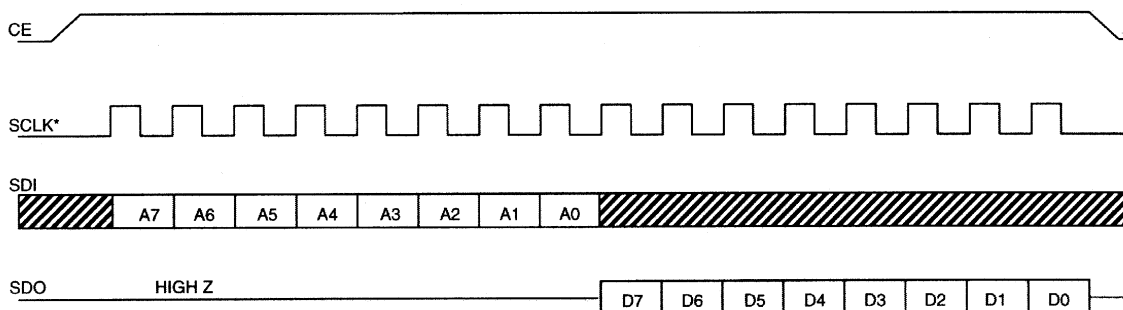 CE
SCLK*
SDI
A7 A6 A5 A4 A3 A2 A1 A0
SDO HIGH Z D7 D6 D5 D4 D3 D2 D1 D0